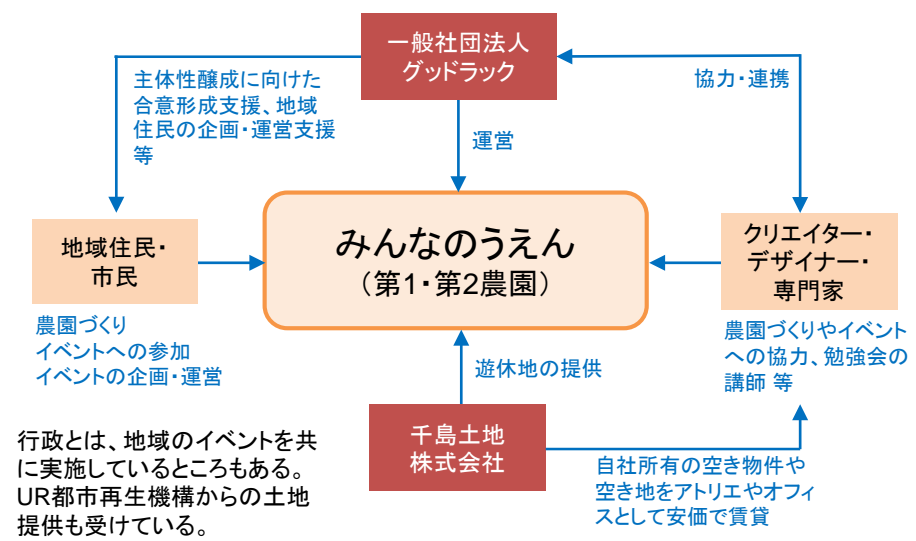 一般社団法人
グッドラック
主体性醸成に向けた
合意形成支援、地域
住民の企画・運営支援
等
協力・連携
運営
みんなのうえん
（第1・第2農園）
地域住民・
市民
クリエイター・
デザイナー・
専門家
農園づくり
イベントへの参加
イベントの企画・運営
農園づくりやイベント
への協力、勉強会の
講師 等
遊休地の提供
千島土地
株式会社
自社所有の空き物件や
空き地をアトリエやオフィ
スとして安価で賃貸
行政とは、地域のイベントを共
に実施しているところもある。
UR都市再生機構からの土地
提供も受けている。